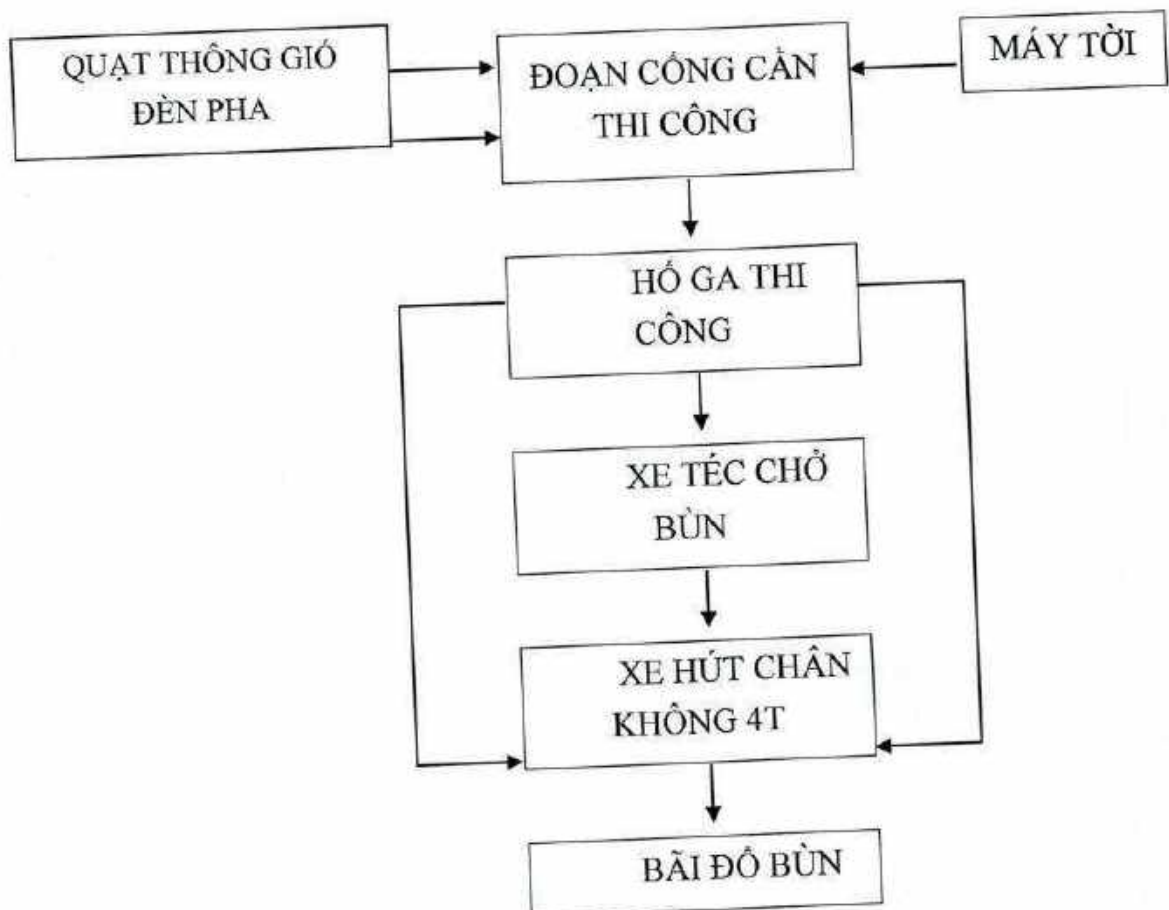 QUẠT THÔNG GIÓ
ĐÈN PHA
ĐOẠN CỐNG CẦN
THI CÔNG
MÁY TỜI
HỐ GA THI
CÔNG
XE TÉC CHỞ
BÙN
XE HÚT CHÂN
KHÔNG 4T
BÃI ĐỔ BÙN